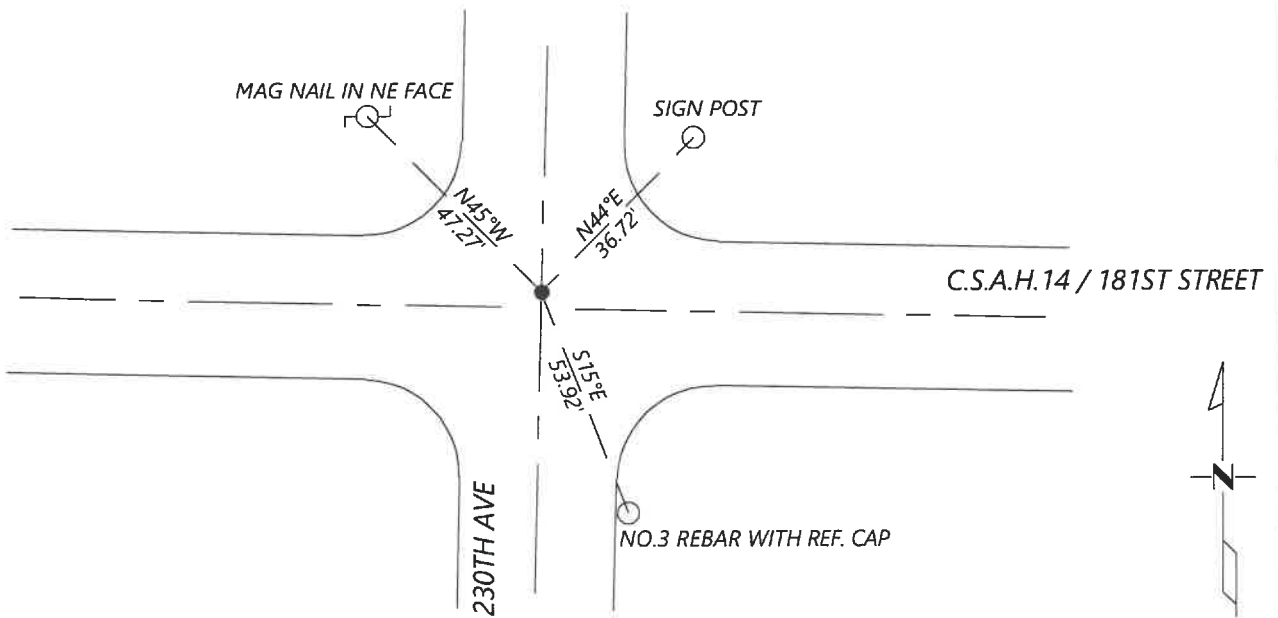 MAG NAIL IN NE FACE
SIGN POST
N45°W
47.27'
N44°E
36.72'
C.S.A.H.14 / 181ST STREET
S15°E
53.92'
230TH AVE
NO.3 REBAR WITH REF. CAP
N